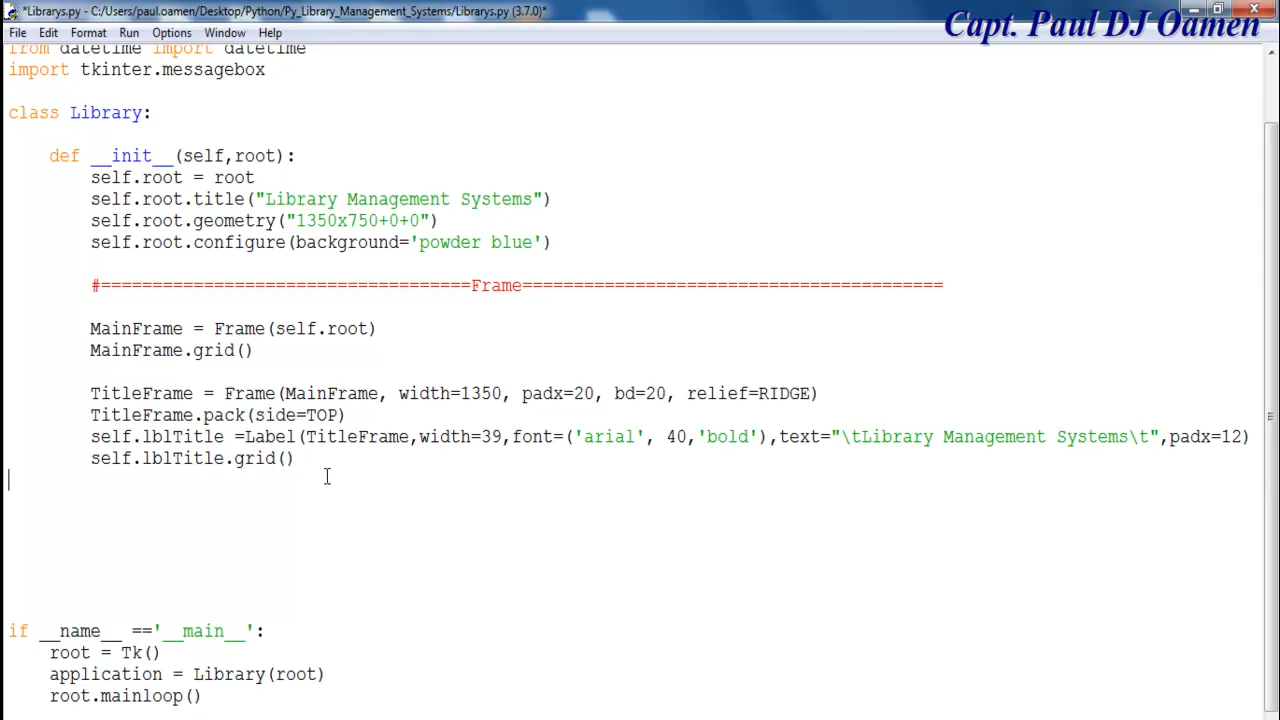 *Librarys.py - C:/Users/paul.oamen/Desktop/Python/Py_Library_Management_Systems/Librarys.py (3.7.0)*
Capt. Paul DJ Oamen
File Edit Format Run Options Window Help
from datetime import datetime
import tkinter.messagebox
class Library:
def __init__(self,root):
self.root = root
self.root.title("Library Management Systems")
self.root.geometry("1350x750+0+0")
self.root.configure(background='powder blue')
#====================================Frame=========================================
MainFrame = Frame(self.root)
MainFrame.grid()
TitleFrame = Frame(MainFrame, width=1350, padx=20, bd=20, relief=RIDGE)
TitleFrame.pack(side=TOP)
self.lblTitle =Label(TitleFrame,width=39,font=('arial', 40,'bold'),text="\tLibrary Management Systems\t",padx=12)
self.lblTitle.grid()
if __name__ =='__main__':
root = Tk()
application = Library(root)
root.mainloop()